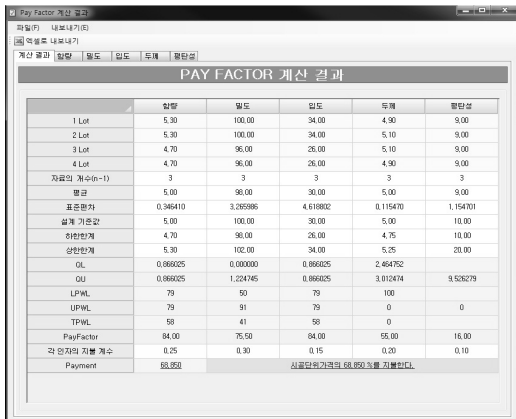 Pay Factor 계산 결과
파일(F) 내보내기(E)
엑셀로 내보내기
계산 결과 함량 밀도 입도 두께 평탄성
PAY FACTOR 계산 결과
함량 밀도 입도 두께 평탄성
1 Lot 5,30 100,00 34,00 4,90 9,00
2 Lot 5,30 100,00 34,00 5,10 9,00
3 Lot 4,70 96,00 26,00 5,10 9,00
4 Lot 4,70 96,00 26,00 4,90 9,00
자료의 개수(n-1) 3 3 3 3 3
평균 5,00 98,00 30,00 5,00 9,00
표준편차 0,346410 3,265986 4,618802 0,115470 1,154701
설계 기준값 5,00 100,00 30,00 5,00 10,00
하한한계 4,70 98,00 26,00 4,75 10,00
상한한계 5,30 102,00 34,00 5,25 20,00
QL 0,866025 0,000000 0,866025 2,464752
QU 0,866025 1,224745 0,866025 3,012474 9,526279
LPWL 79 50 79 100
UPWL 79 91 79 0 0
TPWL 58 41 58 0
PayFactor 84,00 75,50 84,00 55,00 16,00
각 인자의 지불 계수 0,25 0,30 0,15 0,20 0,10
Payment 68,850 시공단위가격의 68,850 %를 지불한다.